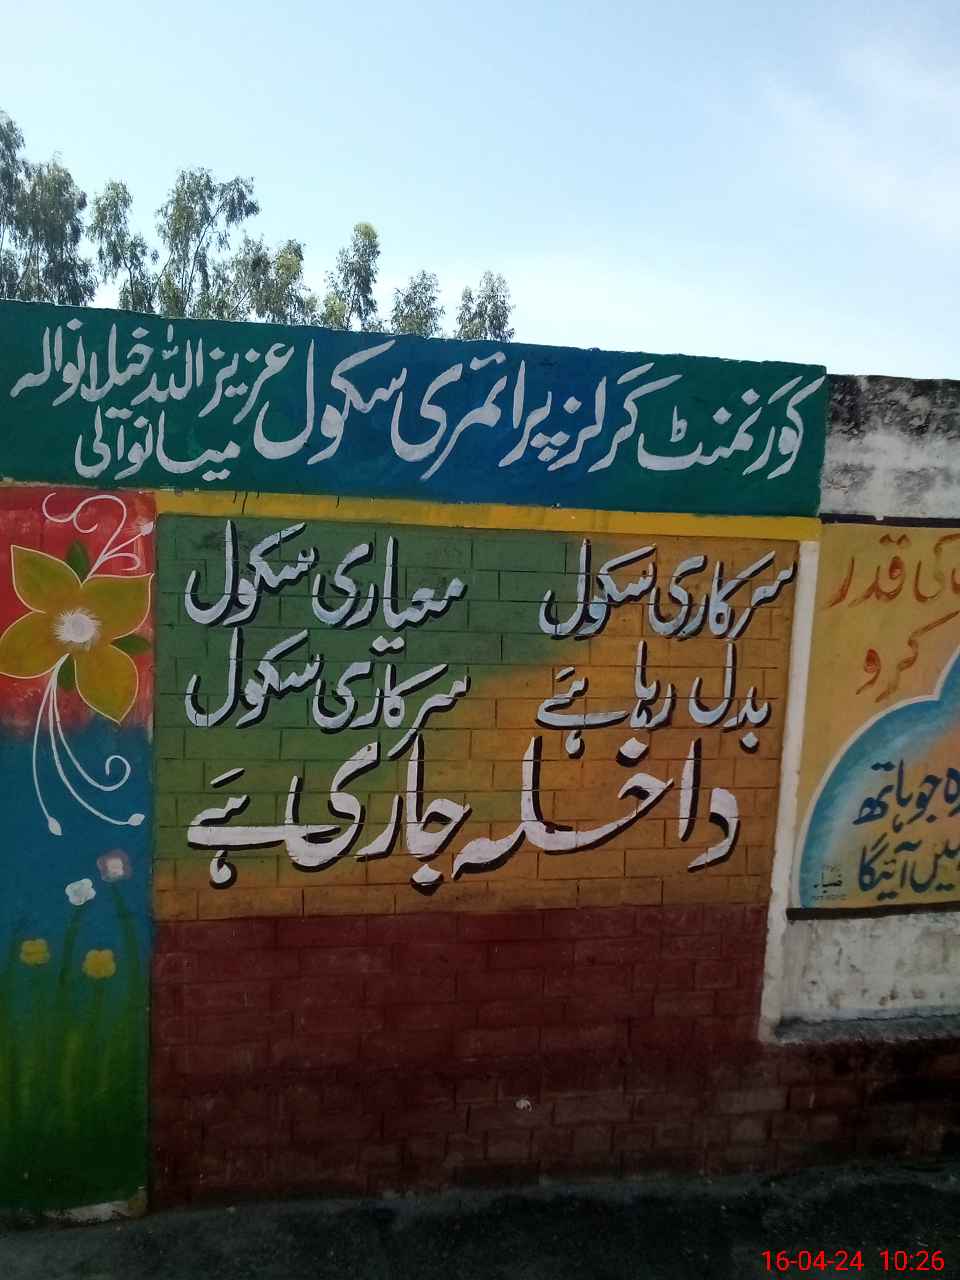 گورنمنٹ گرلز پرائمری سکول عزیز اللہ خیلانوالہ
میانوالی
سرکاری سکول معیاری سکول
بدل رہا ہے سرکاری سکول
داخلہ جاری ہے
کی قدر
کرو
جو ہاتھ
نہیں آئیگا
16-04-24 10:26